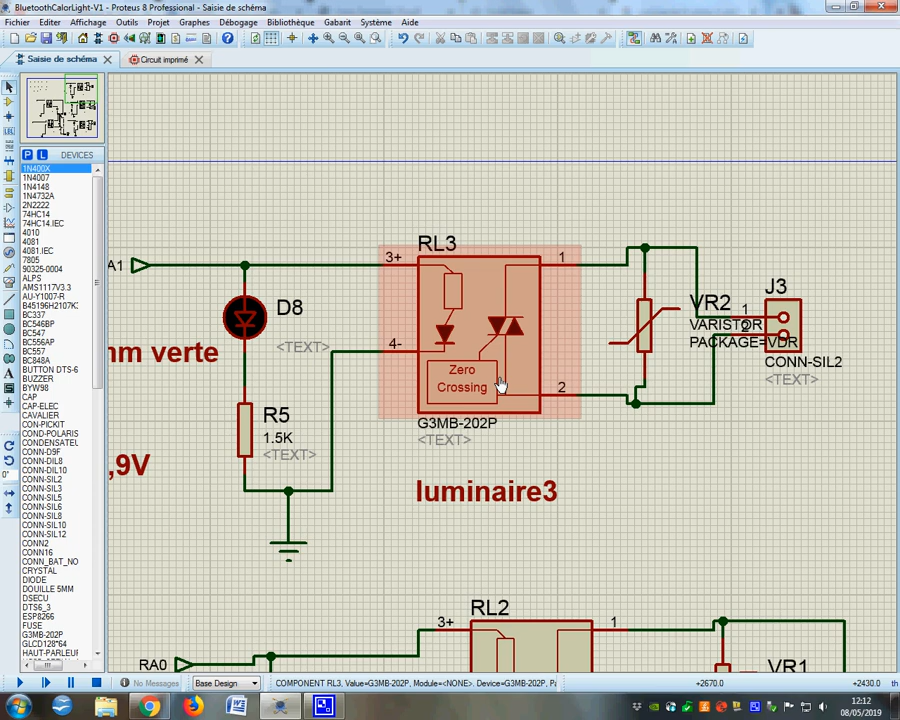 BluetoothCalorLight-V1 - Proteus 8 Professional - Saisie de schéma
Fichier Editer Affichage Outils Projet Graphes Débogage Bibliothèque Gabarit Système Aide
Saisie de schéma
Circuit imprimé
P L DEVICES
1N400X
1N4007
1N4148
1N4732A
2N2222
74HC14
74HC14.IEC
4010
4081
4081.IEC
7805
90325-0004
ALPS
AMS1117V3.3
AU-Y1007-R
B45196H2107K
BC337
BC546BP
BC547
BC556AP
BC557
BC848A
BUTTON DTS-6
BUZZER
BYW98
CAP
CAP-ELEC
CAVALIER
CON-PICKIT
COND-POLARIS
CONDENSATEU
CONN-D9F
CONN-DIL8
CONN-DIL10
CONN-SIL2
CONN-SIL3
CONN-SIL5
CONN-SIL6
CONN-SIL8
CONN-SIL10
CONN-SIL12
CONN2
CONN16
CONN_BAT_NO
CRYSTAL
DIODE
DOUILLE 5MM
DSECU
DTS6_3
ESP8266
FUSE
G3MB-202P
GLCD128*64
HAUT-PARLEUF
A1
D8
<TEXT>
nm verte
R5
1.5K
<TEXT>
,9V
RL3
3+
4-
1
2
Zero
Crossing
G3MB-202P
<TEXT>
luminaire3
VR2
VARISTOR
PACKAGE=VDR
J3
1
2
CONN-SIL2
<TEXT>
RL2
3+
1
RA0
VR1
No Messages
Base Design
COMPONENT RL3, Value=G3MB-202P, Module=<NONE>, Device=G3MB-202P, Pa
+2670.0
+2430.0
th
12:12
08/05/2019